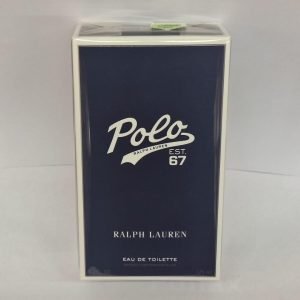 Polo
RALPH LAUREN
EST.
67
RALPH LAUREN
EAU DE TOILETTE